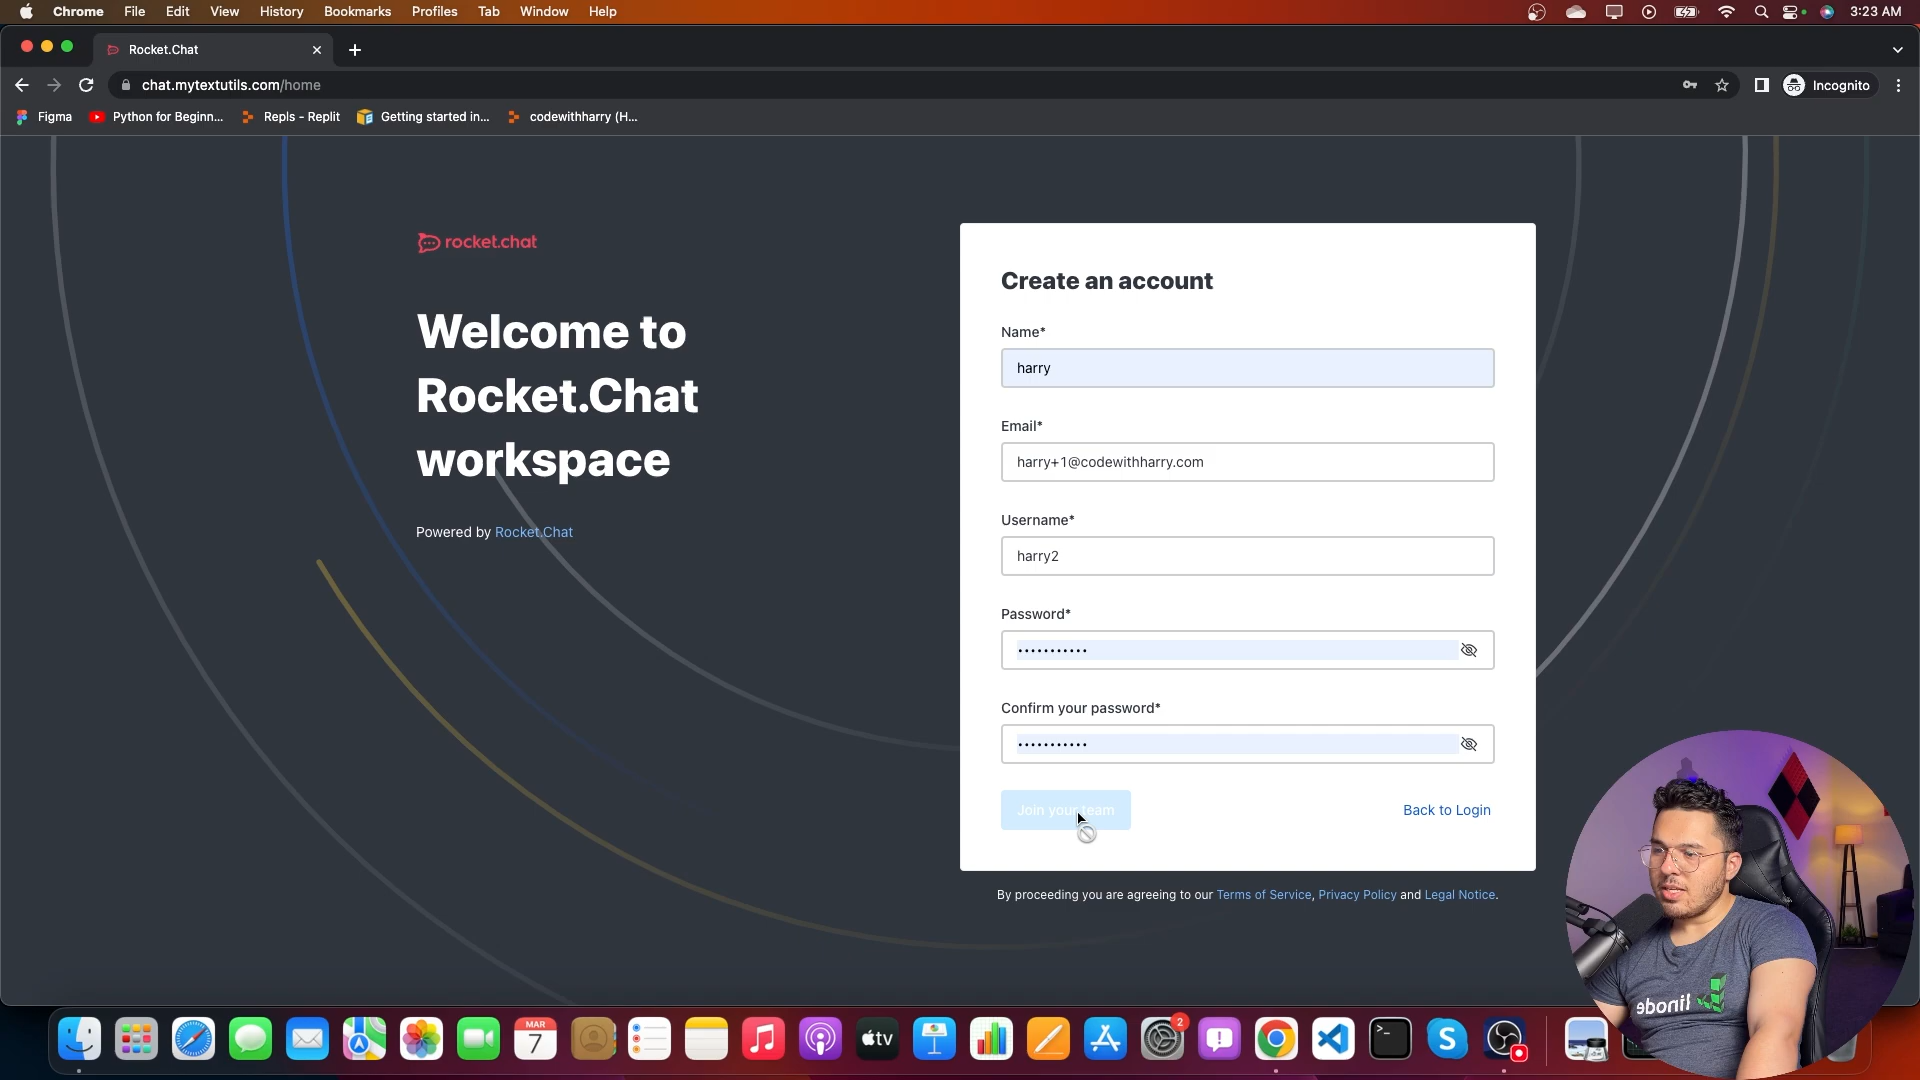 Chrome File Edit View History Bookmarks Profiles Tab Window Help 3:23 AM
Rocket.Chat
chat.mytextutils.com/home Incognito
Figma Python for Beginn... Repls - Replit Getting started in... codewithharry (H...
rocket.chat
Welcome to
Rocket.Chat
workspace
Powered by Rocket.Chat
Create an account
Name*
harry
Email*
harry+1@codewithharry.com
Username*
harry2
Password*
•••••••••••
Confirm your password*
•••••••••••
Join your team Back to Login
By proceeding you are agreeing to our Terms of Service, Privacy Policy and Legal Notice.
linode
MAR
7
tv
2